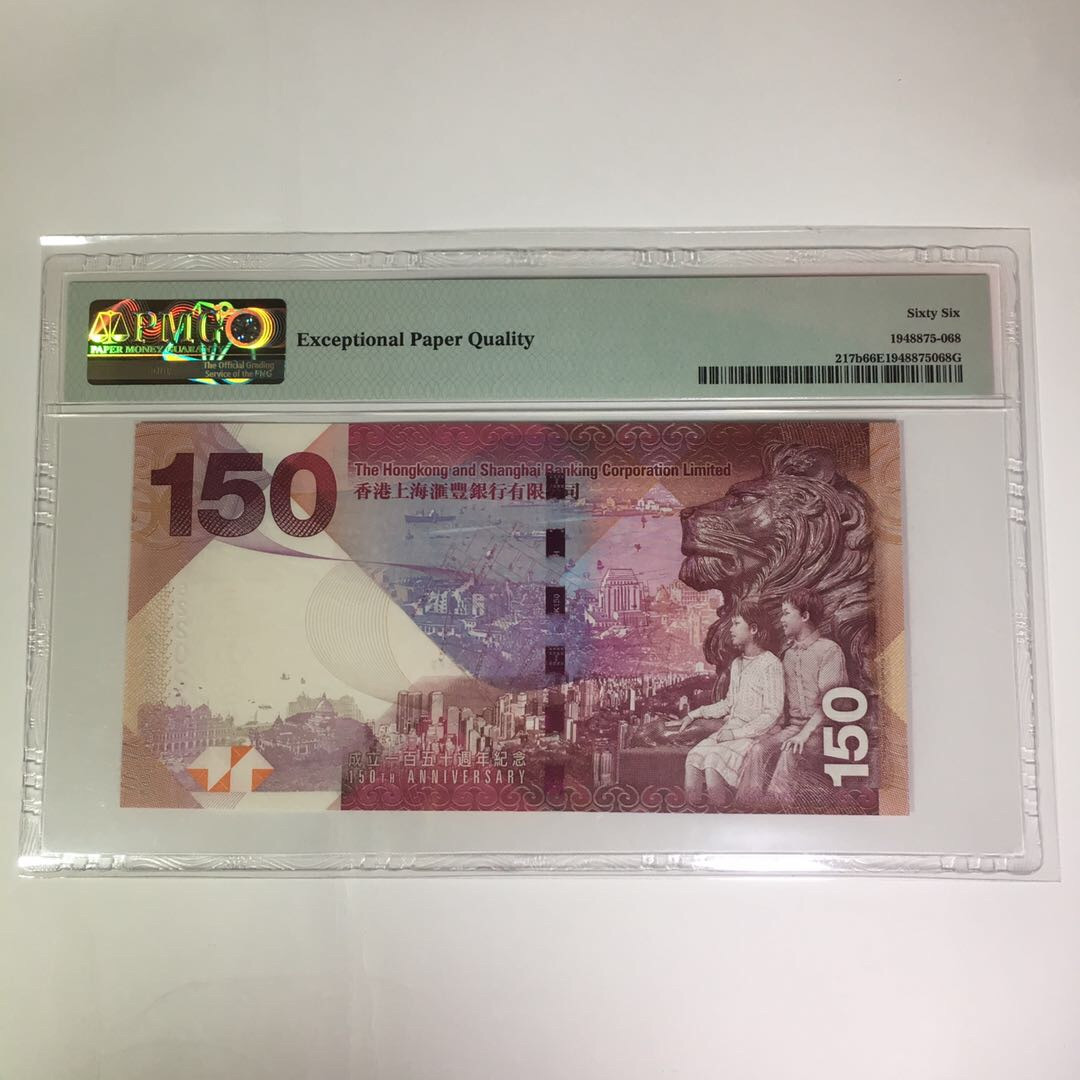 PMG
PAPER MONEY GUARANTY
The Official Grading
Service of the PNG
Exceptional Paper Quality
Sixty Six
1948875-068
217b66E1948875068G
150
The Hongkong and Shanghai Banking Corporation Limited
香港上海滙豐銀行有限公司
成立一百五十週年紀念
150TH ANNIVERSARY
150